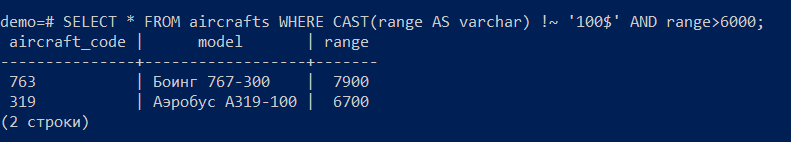 demo=# SELECT * FROM aircrafts WHERE CAST(range AS varchar) !~ '100$' AND range>6000;
 aircraft_code |      model       | range
---------------+------------------+-------
 763           | Боинг 767-300    |  7900
 319           | Аэробус A319-100 |  6700
(2 строки)